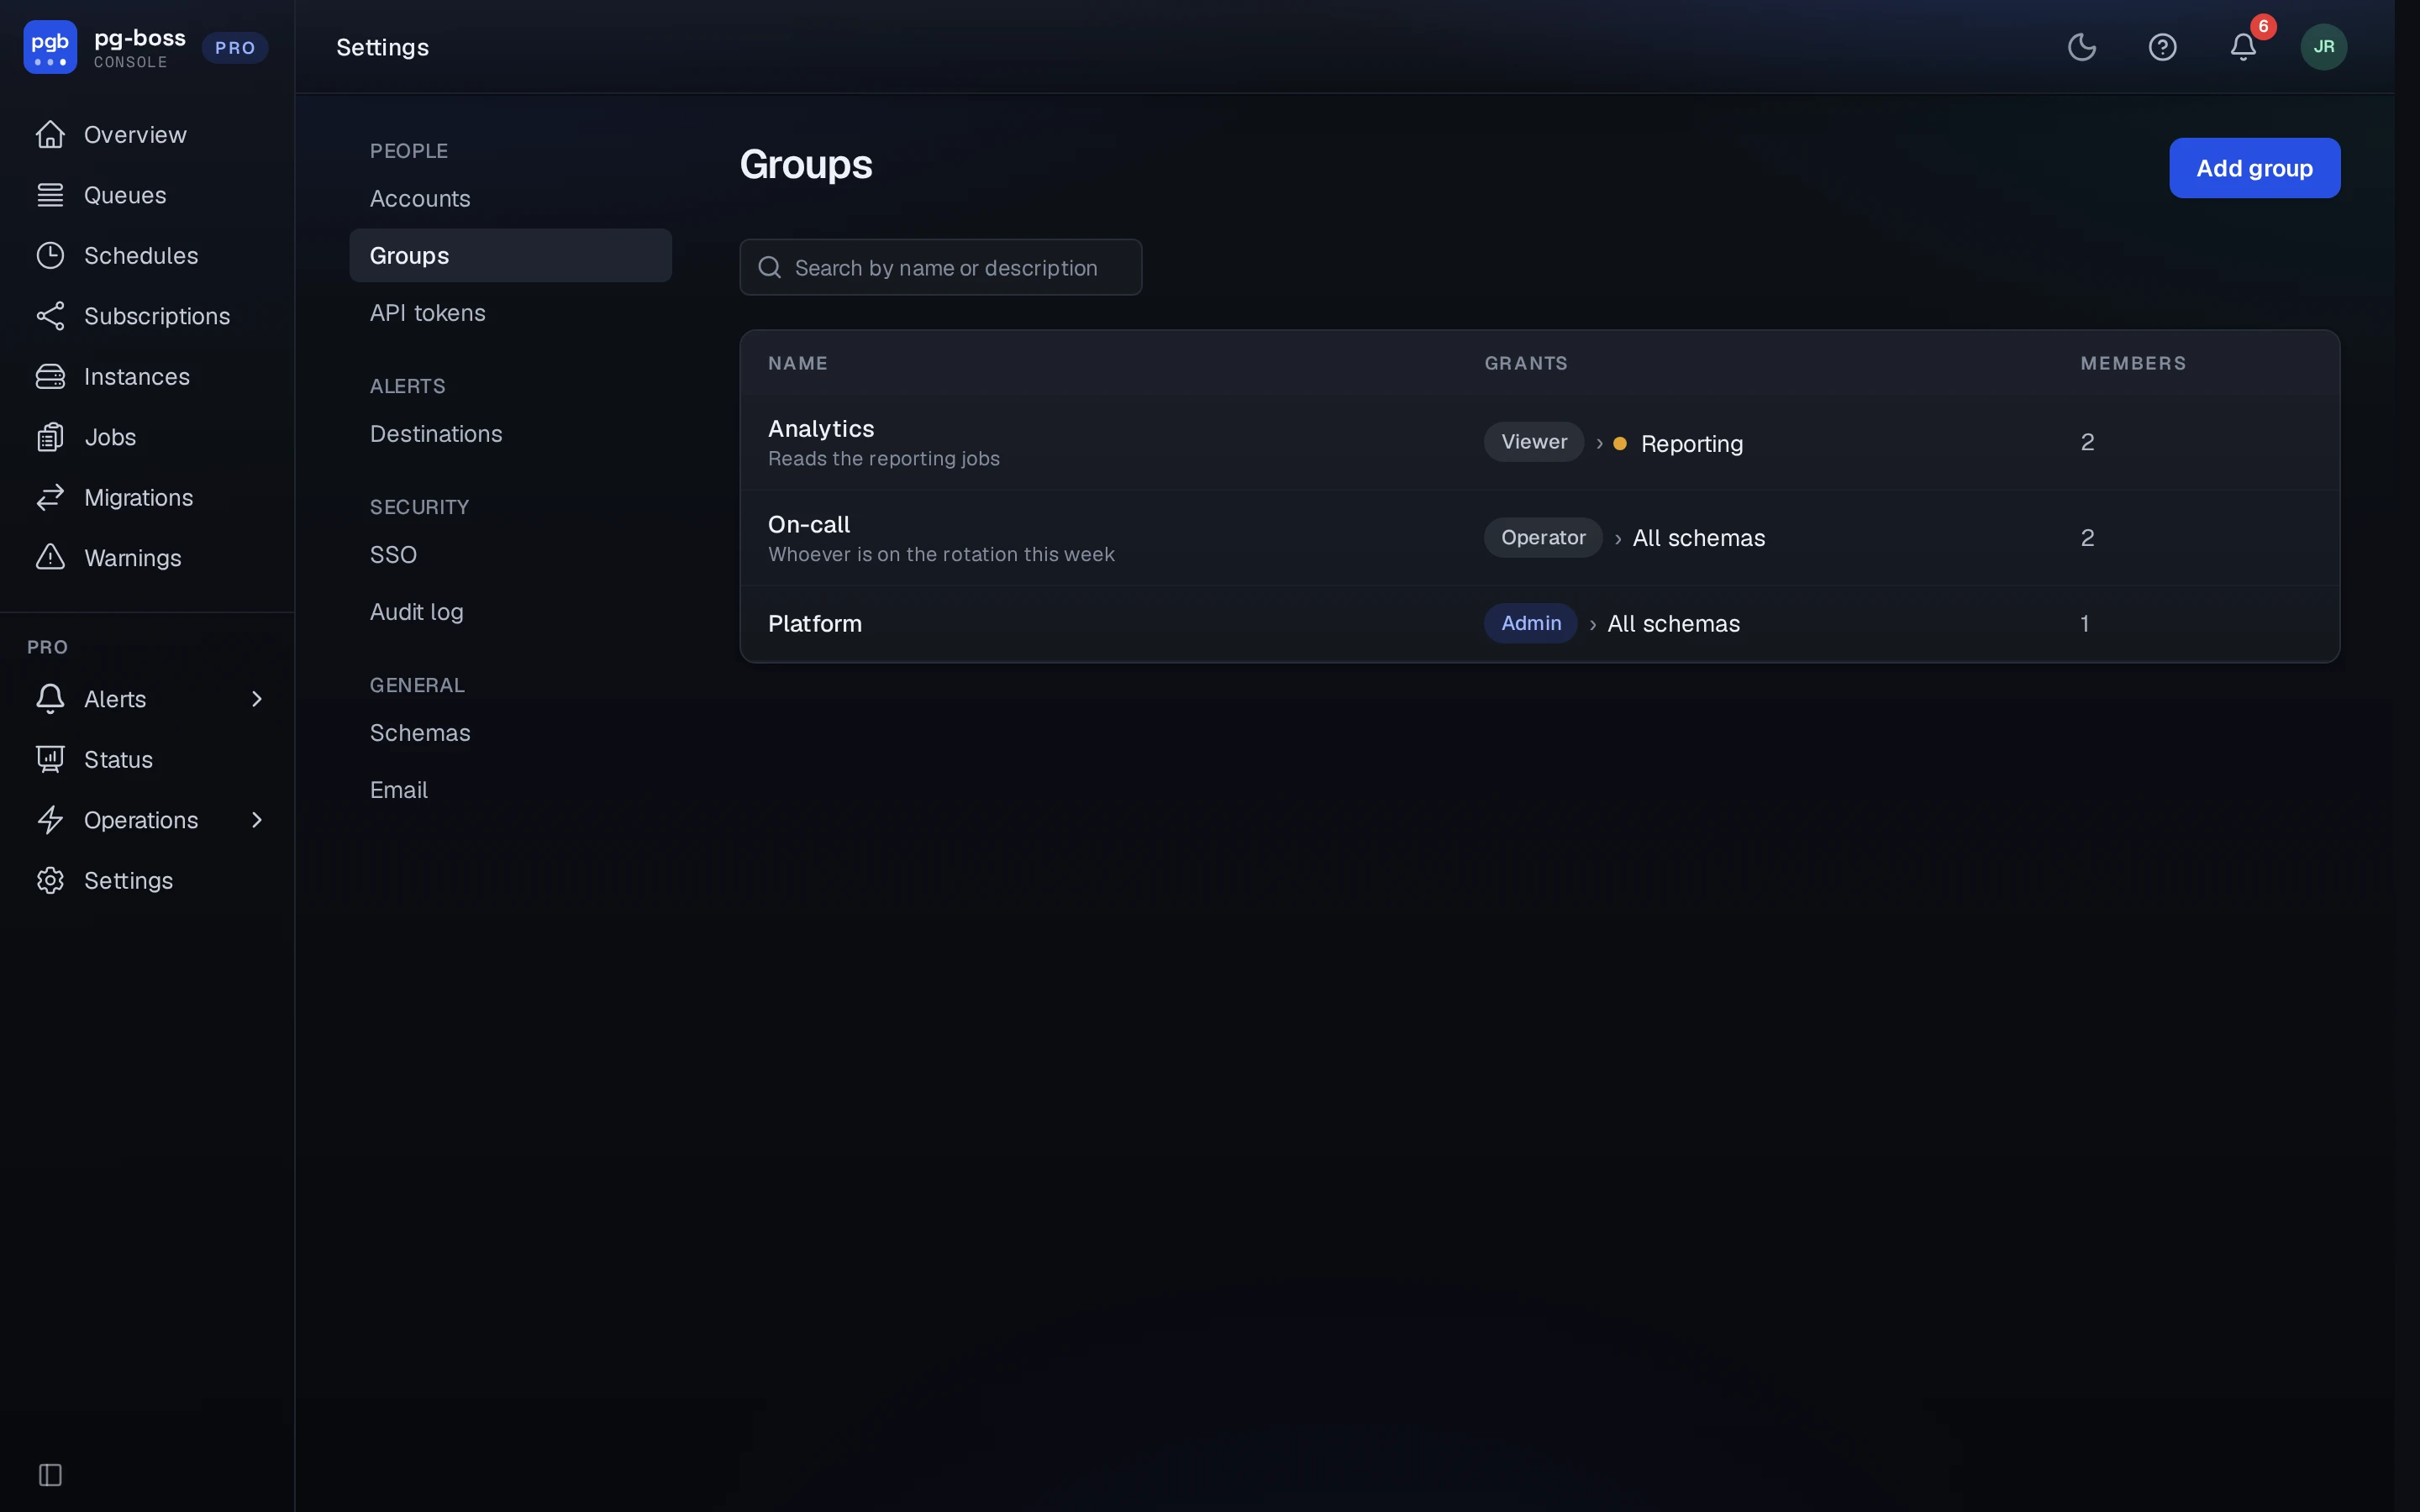 pgb
pg-boss
CONSOLE
PRO
Overview
Queues
Schedules
Subscriptions
Instances
Jobs
Migrations
Warnings
PRO
Alerts
Status
Operations
Settings
Settings
6
JR
PEOPLE
Accounts
Groups
API tokens
ALERTS
Destinations
SECURITY
SSO
Audit log
GENERAL
Schemas
Email
Groups
Add group
Search by name or description
NAME GRANTS MEMBERS
Analytics
Reads the reporting jobs
Viewer › Reporting
2
On-call
Whoever is on the rotation this week
Operator › All schemas
2
Platform
Admin › All schemas
1